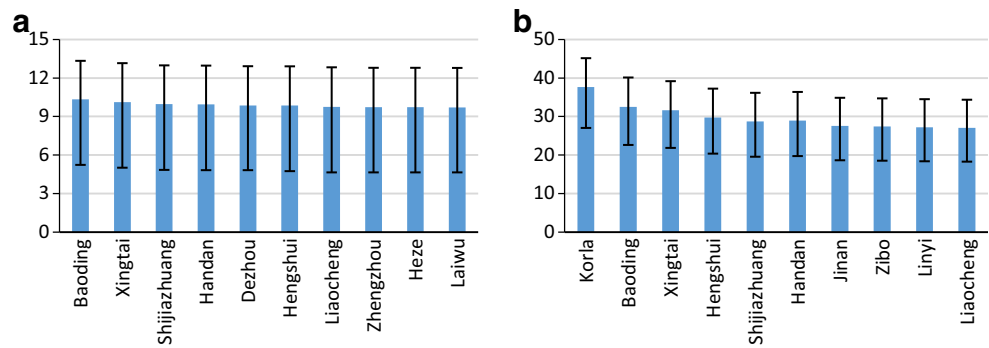 a
15
12
9
6
3
0
Baoding
Xingtai
Shijiazhuang
Handan
Dezhou
Hengshui
Liaocheng
Zhengzhou
Heze
Laiwu
b
50
40
30
20
10
0
Korla
Baoding
Xingtai
Hengshui
Shijiazhuang
Handan
Jinan
Zibo
Linyi
Liaocheng